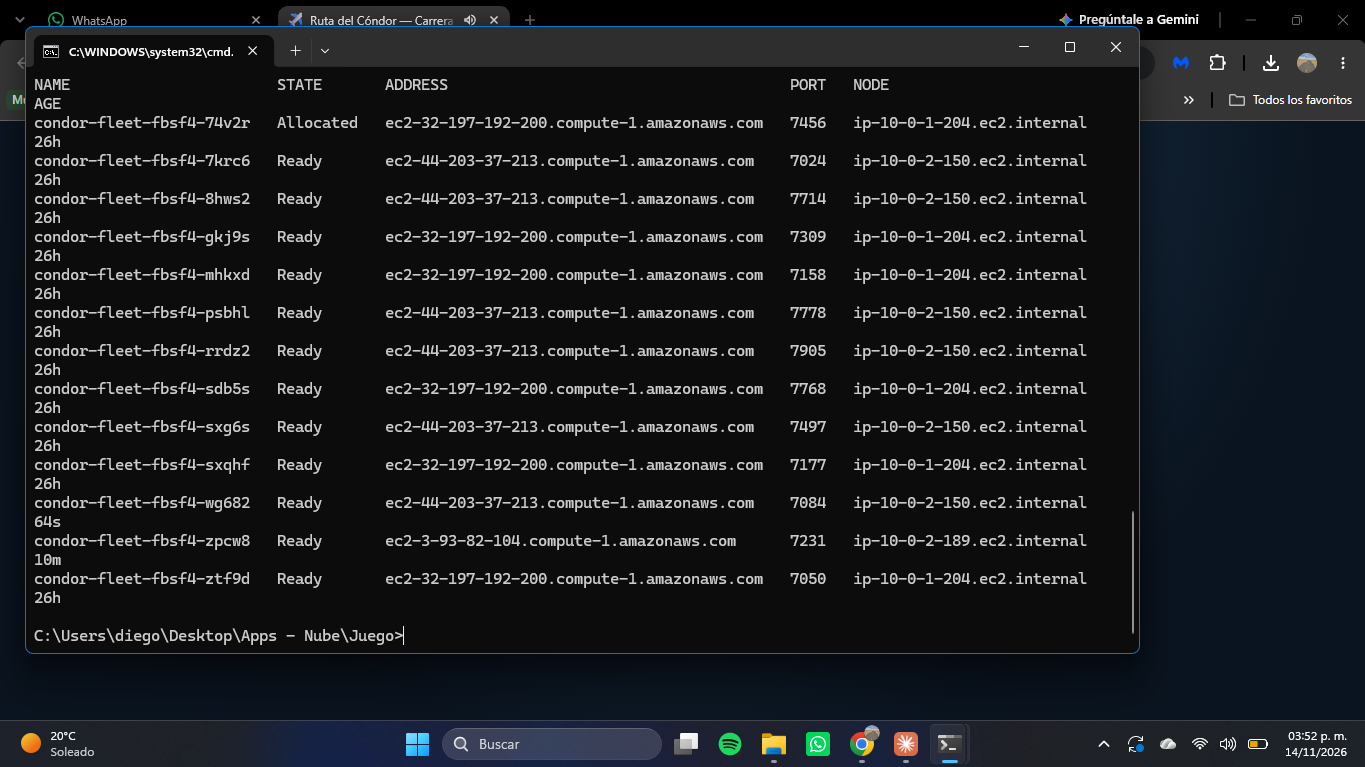 WhatsApp
Ruta del Cóndor — Carrera
Pregúntale a Gemini
C:\WINDOWS\system32\cmd.
Todos los favoritos
NAME STATE ADDRESS PORT NODE
AGE
condor-fleet-fbsf4-74v2r Allocated ec2-32-197-192-200.compute-1.amazonaws.com 7456 ip-10-0-1-204.ec2.internal
26h
condor-fleet-fbsf4-7krc6 Ready ec2-44-203-37-213.compute-1.amazonaws.com 7024 ip-10-0-2-150.ec2.internal
26h
condor-fleet-fbsf4-8hws2 Ready ec2-44-203-37-213.compute-1.amazonaws.com 7714 ip-10-0-2-150.ec2.internal
26h
condor-fleet-fbsf4-gkj9s Ready ec2-32-197-192-200.compute-1.amazonaws.com 7309 ip-10-0-1-204.ec2.internal
26h
condor-fleet-fbsf4-mhkxd Ready ec2-32-197-192-200.compute-1.amazonaws.com 7158 ip-10-0-1-204.ec2.internal
26h
condor-fleet-fbsf4-psbhl Ready ec2-44-203-37-213.compute-1.amazonaws.com 7778 ip-10-0-2-150.ec2.internal
26h
condor-fleet-fbsf4-rrdz2 Ready ec2-44-203-37-213.compute-1.amazonaws.com 7905 ip-10-0-2-150.ec2.internal
26h
condor-fleet-fbsf4-sdb5s Ready ec2-32-197-192-200.compute-1.amazonaws.com 7768 ip-10-0-1-204.ec2.internal
26h
condor-fleet-fbsf4-sxg6s Ready ec2-44-203-37-213.compute-1.amazonaws.com 7497 ip-10-0-2-150.ec2.internal
26h
condor-fleet-fbsf4-sxqhf Ready ec2-32-197-192-200.compute-1.amazonaws.com 7177 ip-10-0-1-204.ec2.internal
26h
condor-fleet-fbsf4-wg682 Ready ec2-44-203-37-213.compute-1.amazonaws.com 7084 ip-10-0-2-150.ec2.internal
64s
condor-fleet-fbsf4-zpcw8 Ready ec2-3-93-82-104.compute-1.amazonaws.com 7231 ip-10-0-2-189.ec2.internal
10m
condor-fleet-fbsf4-ztf9d Ready ec2-32-197-192-200.compute-1.amazonaws.com 7050 ip-10-0-1-204.ec2.internal
26h
C:\Users\diego\Desktop\Apps - Nube\Juego>
20°C
Soleado
Buscar
03:52 p. m.
14/11/2026